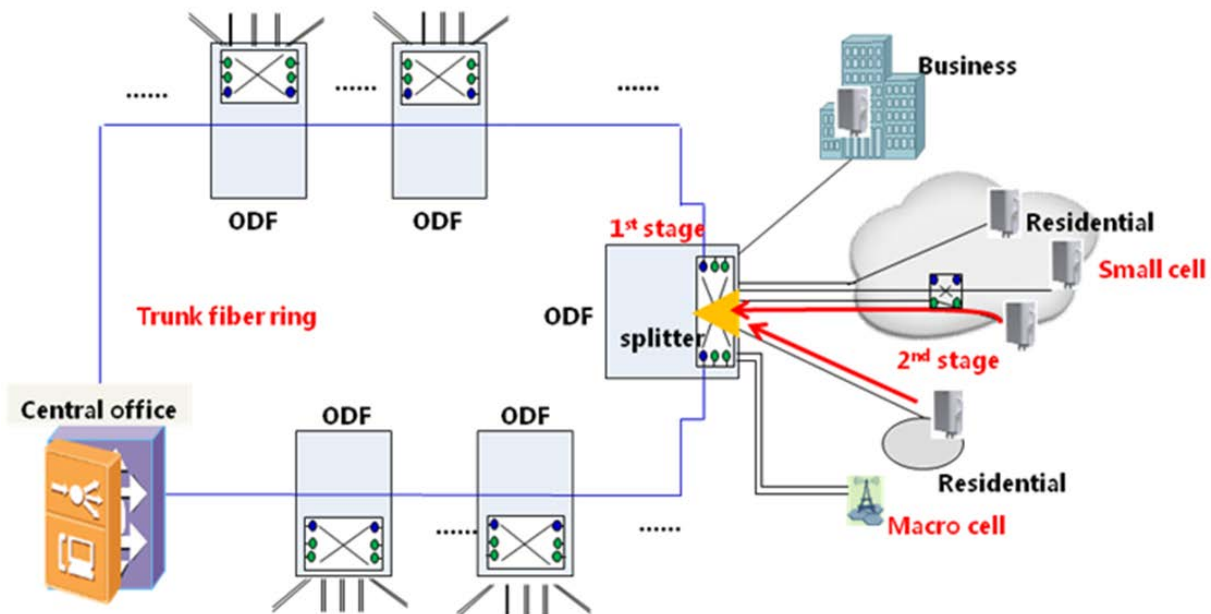 Business
......
......
......
ODF
ODF
1st stage
Residential
Small cell
Trunk fiber ring
ODF
splitter
2nd stage
Central office
ODF
ODF
Residential
Macro cell
......
......